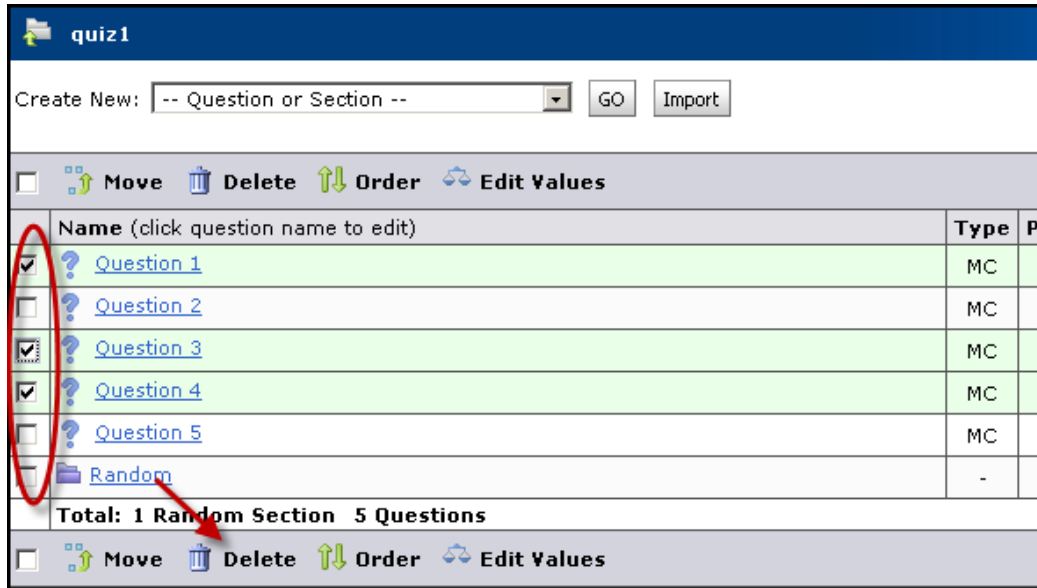 quiz1
Create New: -- Question or Section -- GO Import
Move Delete Order Edit Values
Name (click question name to edit) Type P
Question 1 MC
Question 2 MC
Question 3 MC
Question 4 MC
Question 5 MC
Random -
Total: 1 Random Section 5 Questions
Move Delete Order Edit Values